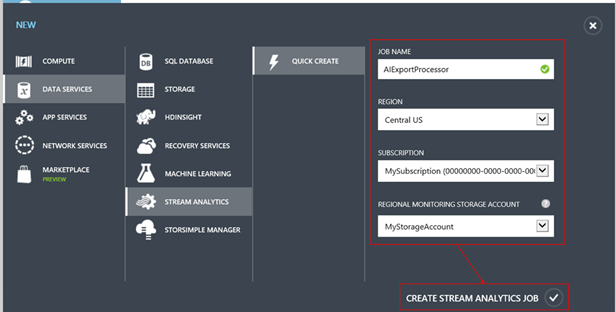 NEW
COMPUTE
DATA SERVICES
APP SERVICES
NETWORK SERVICES
MARKETPLACE
PREVIEW
DB
SQL DATABASE
STORAGE
HDINSIGHT
RECOVERY SERVICES
MACHINE LEARNING
STREAM ANALYTICS
STORSIMPLE MANAGER
QUICK CREATE
JOB NAME
AIExportProcessor
REGION
Central US
SUBSCRIPTION
MySubscription (00000000-0000-0000-00
REGIONAL MONITORING STORAGE ACCOUNT ?
MyStorageAccount
CREATE STREAM ANALYTICS JOB